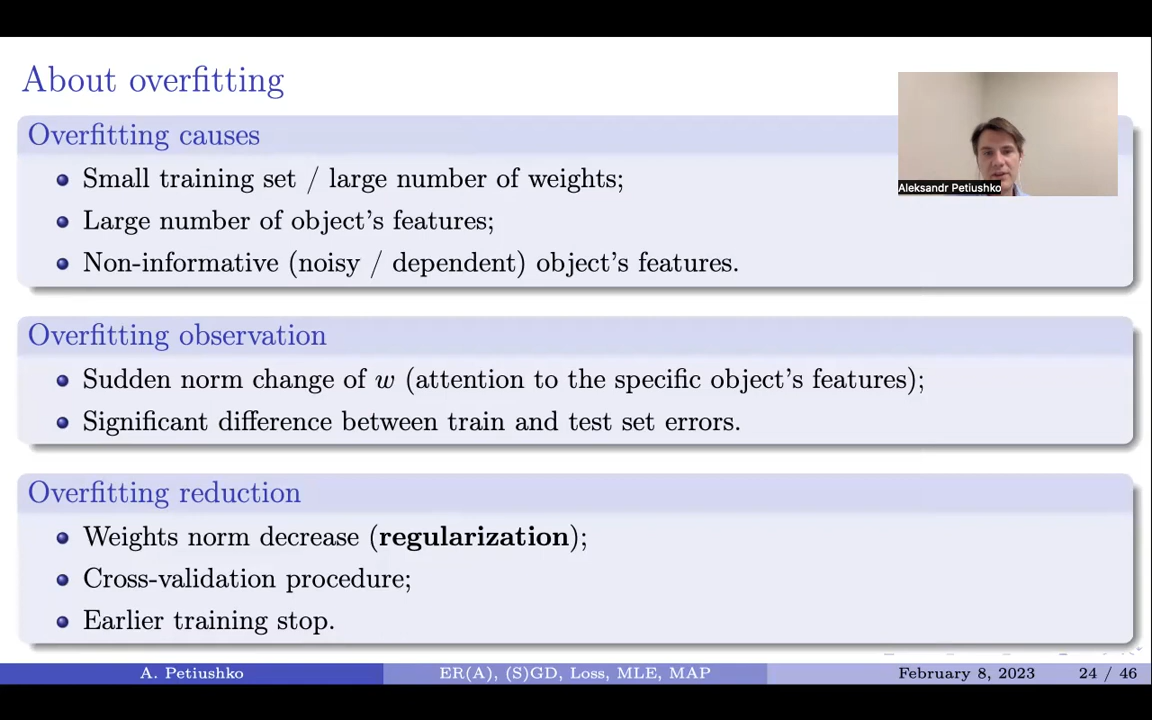 About overfitting
Overfitting causes
Small training set / large number of weights;
Large number of object's features;
Non-informative (noisy / dependent) object's features.
Aleksandr Petiushko
Overfitting observation
Sudden norm change of w (attention to the specific object's features);
Significant difference between train and test set errors.
Overfitting reduction
Weights norm decrease (regularization);
Cross-validation procedure;
Earlier training stop.
A. Petiushko
ER(A), (S)GD, Loss, MLE, MAP
February 8, 2023
24 / 46